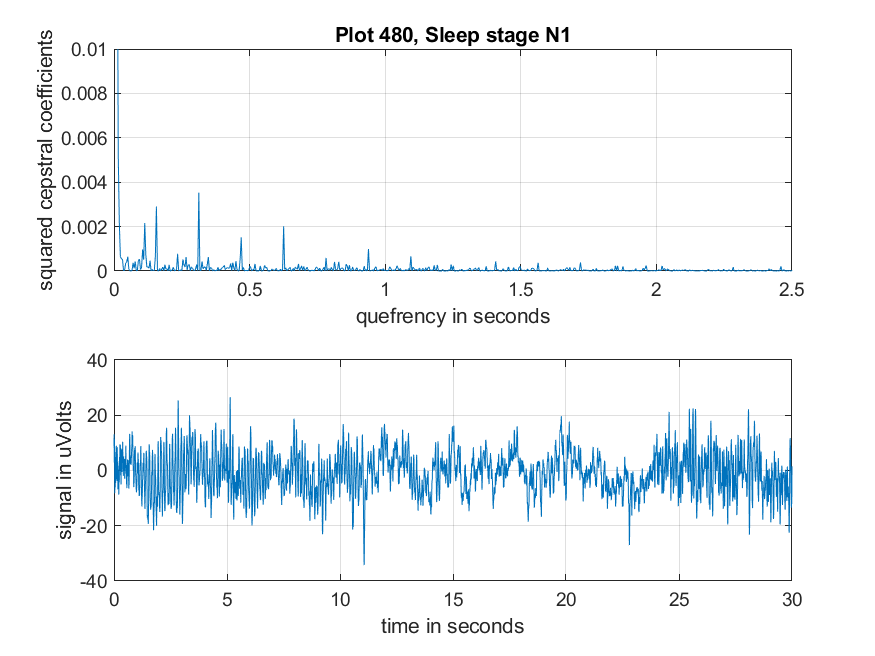 Plot 480, Sleep stage N1
squared cepstral coefficients
0.01
0.008
0.006
0.004
0.002
0
0 0.5 1 1.5 2 2.5
quefrency in seconds
signal in uVolts
40
20
0
-20
-40
0 5 10 15 20 25 30
time in seconds